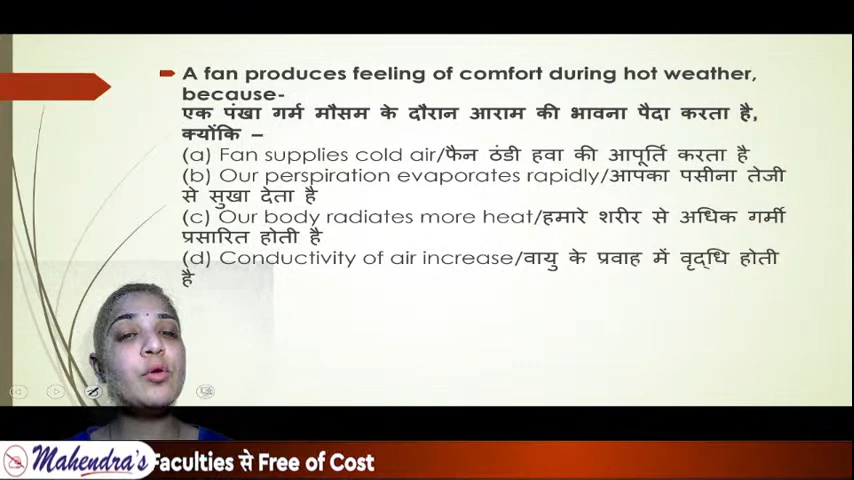 A fan produces feeling of comfort during hot weather,
because-
एक पंखा गर्म मौसम के दौरान आराम की भावना पैदा करता है,
क्योंकि –
(a) Fan supplies cold air/फैन ठंडी हवा की आपूर्ति करता है
(b) Our perspiration evaporates rapidly/आपका पसीना तेजी
से सुखा देता है
(c) Our body radiates more heat/हमारे शरीर से अधिक गर्मी
प्रसारित होती है
(d) Conductivity of air increase/वायु के प्रवाह में वृद्धि होती
है
Mahendra's Faculties से Free of Cost